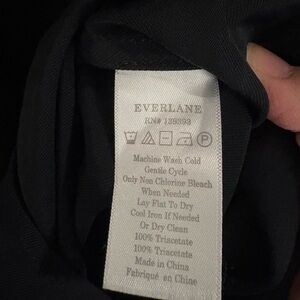 EVERLANE
RN# 138393
P
Machine Wash Cold
Gentle Cycle
Only Non Chlorine Bleach
When Needed
Lay Flat To Dry
Cool Iron If Needed
Or Dry Clean
100% Triacetate
100% Triacetate
Made in China
Fabriqué en Chine